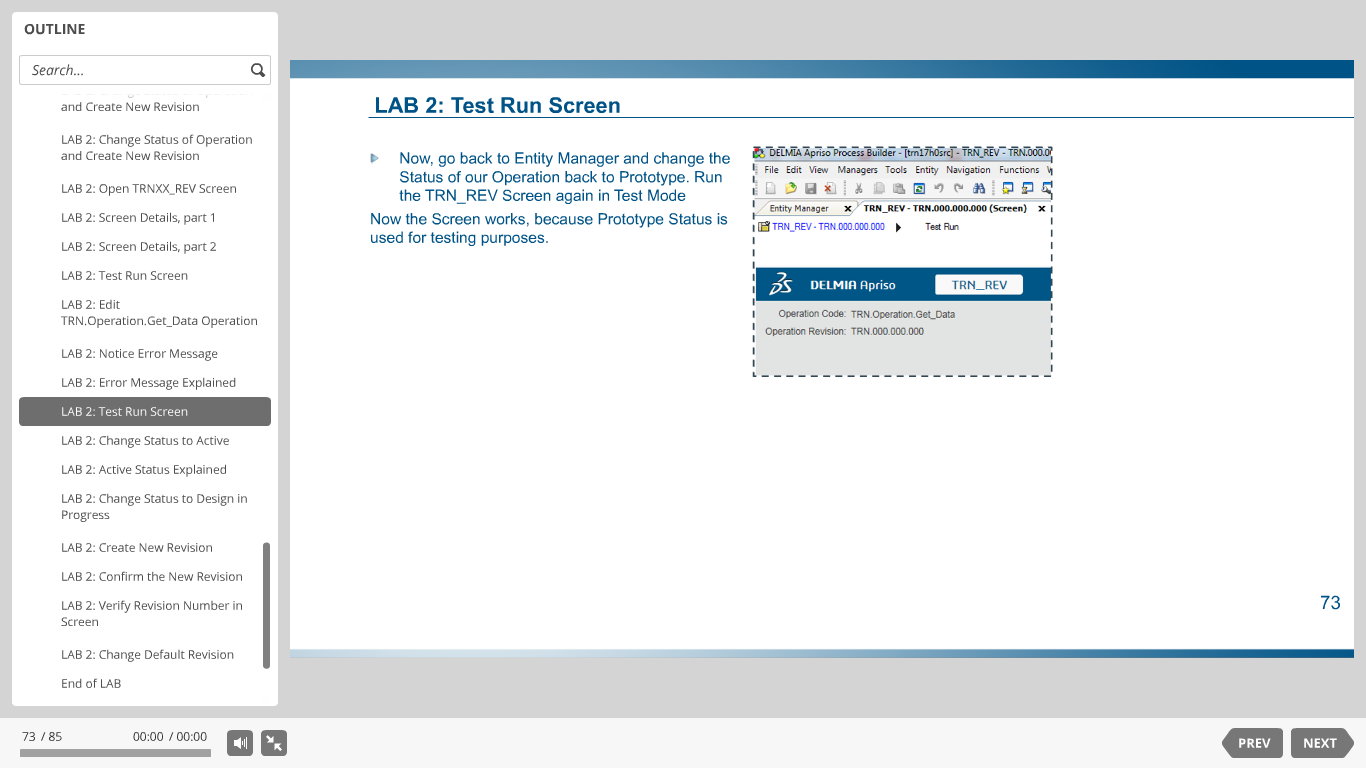 OUTLINE
Search...
and Create New Revision
LAB 2: Change Status of Operation
and Create New Revision
LAB 2: Open TRNXX_REV Screen
LAB 2: Screen Details, part 1
LAB 2: Screen Details, part 2
LAB 2: Test Run Screen
LAB 2: Edit
TRN.Operation.Get_Data Operation
LAB 2: Notice Error Message
LAB 2: Error Message Explained
LAB 2: Test Run Screen
LAB 2: Change Status to Active
LAB 2: Active Status Explained
LAB 2: Change Status to Design in
Progress
LAB 2: Create New Revision
LAB 2: Confirm the New Revision
LAB 2: Verify Revision Number in
Screen
LAB 2: Change Default Revision
End of LAB
LAB 2: Test Run Screen
Now, go back to Entity Manager and change the
Status of our Operation back to Prototype. Run
the TRN_REV Screen again in Test Mode
Now the Screen works, because Prototype Status is
used for testing purposes.
DELMIA Apriso Process Builder - [trn17h0src] - TRN_REV - TRN.000.0
File Edit View Managers Tools Entity Navigation Functions
Entity Manager x TRN_REV - TRN.000.000.000 (Screen) x
TRN_REV - TRN.000.000.000 Test Run
DELMIA Apriso TRN_REV
Operation Code: TRN.Operation.Get_Data
Operation Revision: TRN.000.000.000
73
73 / 85 00:00 / 00:00
PREV NEXT